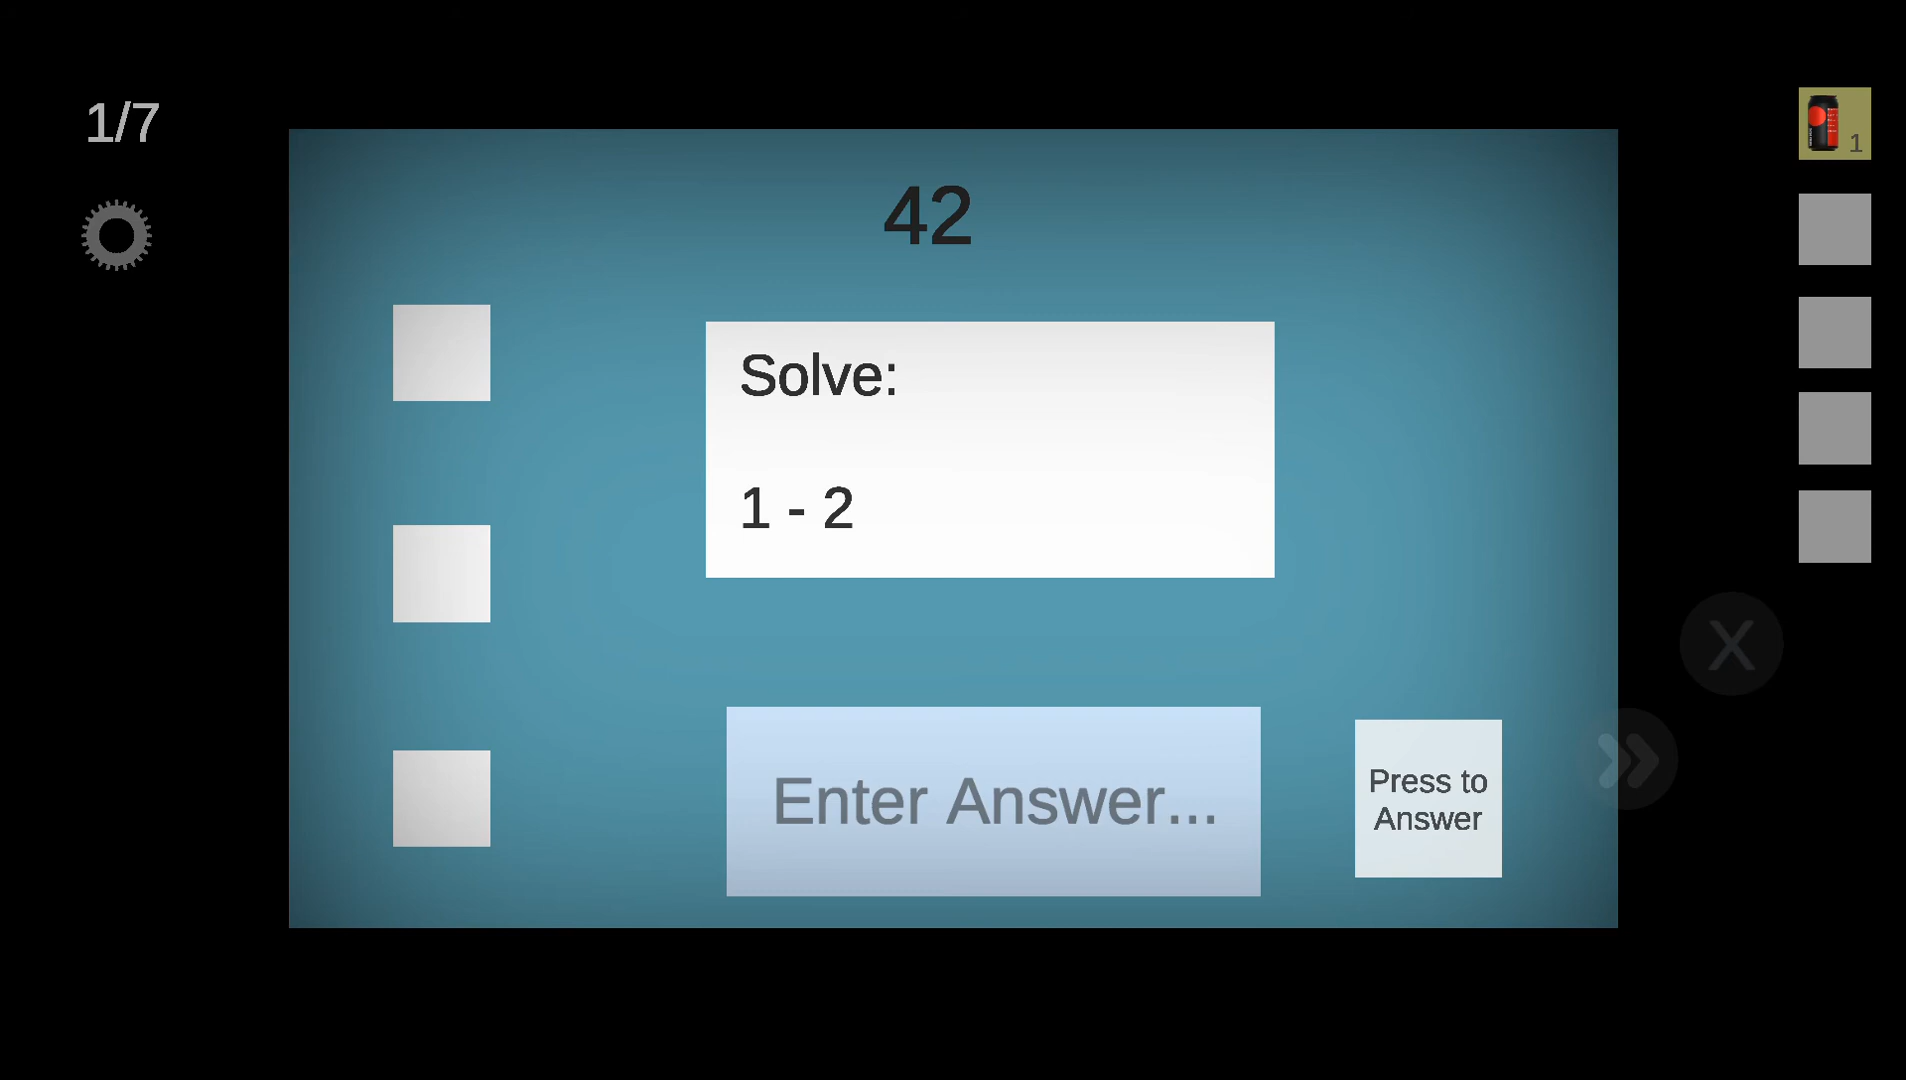 1/7
42
1
Solve:
1 - 2
X
Enter Answer...
Press to
Answer